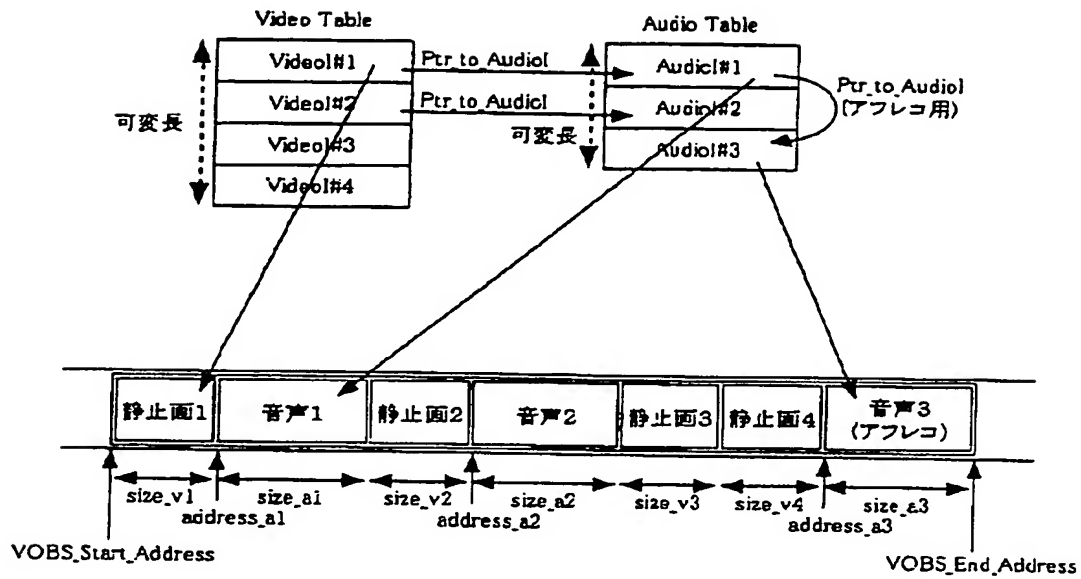 Video Table
Audio Table
VideoI#1
Ptr_to_AudioI
AudioI#1
VideoI#2
Ptr_to_AudioI
AudioI#2
Ptr_to_AudioI
(アフレコ用)
可変長
可変長
VideoI#3
AudioI#3
VideoI#4
静止画1
音声1
静止画2
音声2
静止画3
静止画4
音声3
(アフレコ)
size_v1
size_a1
size_v2
size_a2
size_v3
size_v4
size_a3
address_a1
address_a2
address_a3
VOBS_Start_Address
VOBS_End_Address